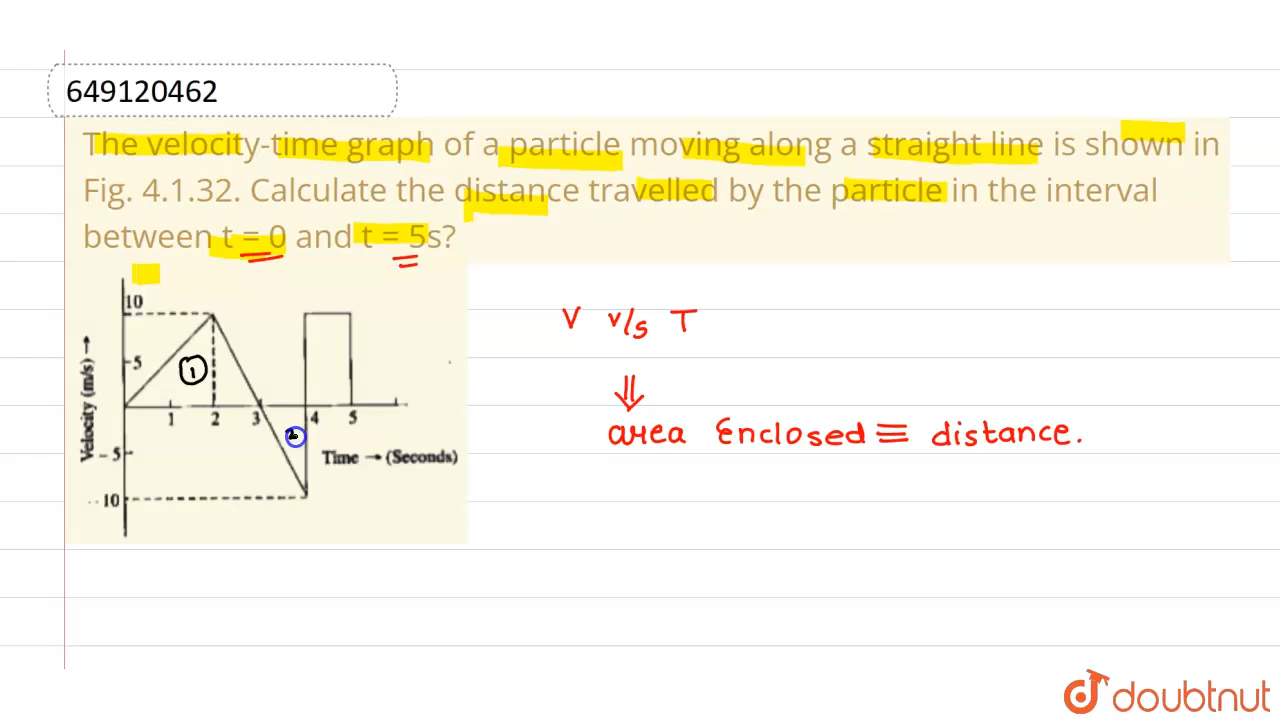 649120462
The velocity-time graph of a particle moving along a straight line is shown in
Fig. 4.1.32. Calculate the distance travelled by the particle in the interval
between t = 0 and t = 5s?
10
5
1
1 2 3 4 5
2
Velocity (m/s) →
Time → (Seconds)
- 5
- 10
V v/s T
⇓
area Enclosed ≡ distance.
doubtnut